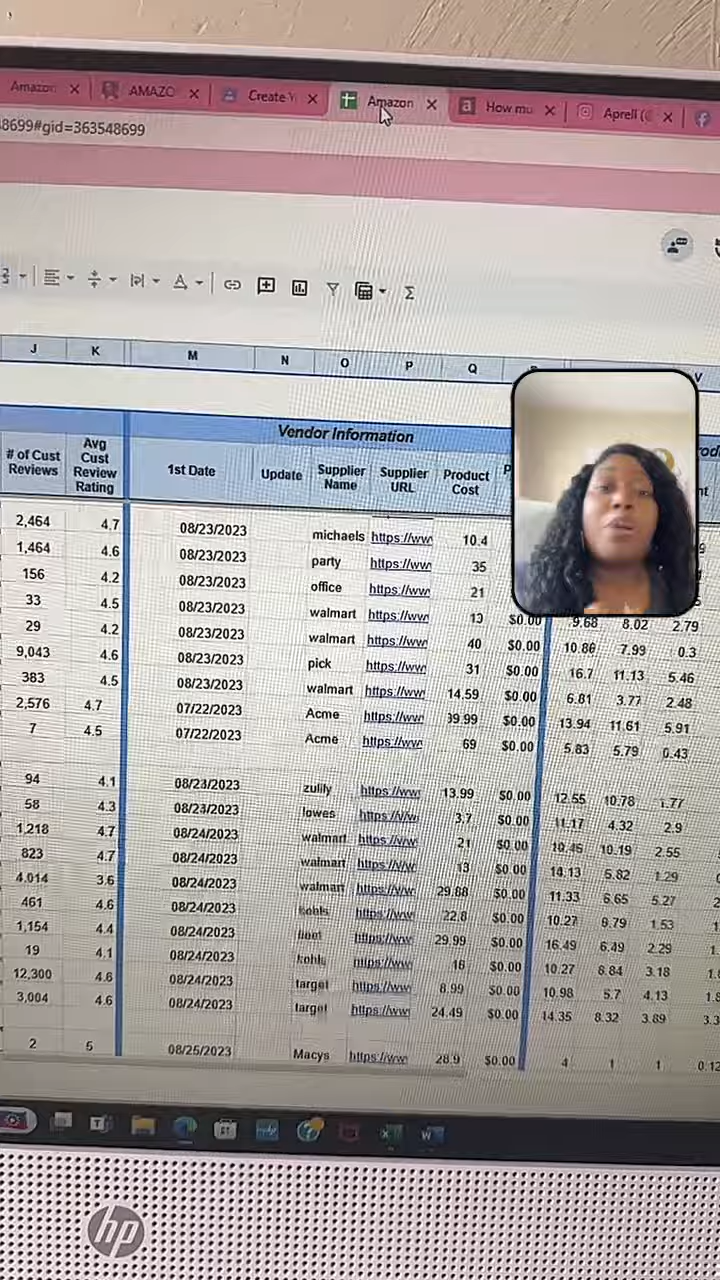 Amazon
AMAZO
Create Y
Amazon
How mu
Aprell (@
8699#gid=363548699
J K M N O P Q
V
Vendor Information
# of Cust Reviews Avg Cust Review Rating 1st Date Update Supplier Name Supplier URL Product Cost
2,464 4.7 08/23/2023 michaels https://ww 10.4
1,464 4.6 08/23/2023 party https://ww 35
156 4.2 08/23/2023 office https://ww 21
33 4.5 08/23/2023 walmart https://ww 13 $0.00 9.68 8.02 2.79
29 4.2 08/23/2023 walmart https://ww 40 $0.00 10.86 7.99 0.3
9,043 4.6 08/23/2023 pick https://ww 31 $0.00 16.7 11.13 5.46
383 4.5 08/23/2023 walmart https://ww 14.59 $0.00 6.81 3.77 2.48
2,576 4.7 07/22/2023 Acme https://ww 39.99 $0.00 13.94 11.61 5.91
7 4.5 07/22/2023 Acme https://ww 69 $0.00 5.83 5.79 0.43
94 4.1 08/23/2023 zulily https://ww 13.99 $0.00 12.55 10.78 1.77
58 4.3 08/23/2023 lowes https://ww 3.7 $0.00 11.17 4.32 2.9
1,218 4.7 08/24/2023 walmart https://ww 21 $0.00 10.45 10.19 2.55
823 4.7 08/24/2023 walmart https://ww 13 $0.00 14.13 5.82 1.29
4,014 3.6 08/24/2023 walmart https://ww 29.88 $0.00 11.33 6.65 5.27
461 4.6 08/24/2023 kohls https://ww 22.8 $0.00 10.27 6.79 1.53
1,154 4.4 08/24/2023 https://ww 29.99 $0.00 16.49 6.49 2.29
19 4.1 08/24/2023 kohls https://ww 16 $0.00 10.27 6.84 3.18
12,300 4.6 08/24/2023 target https://ww 8.99 $0.00 10.98 5.7 4.13
3,004 4.6 08/24/2023 target https://ww 24.49 $0.00 14.35 8.32 3.89 3.3
2 5 08/25/2023 Macys https://ww 28.9 $0.00 4 1 1 0.12
hp